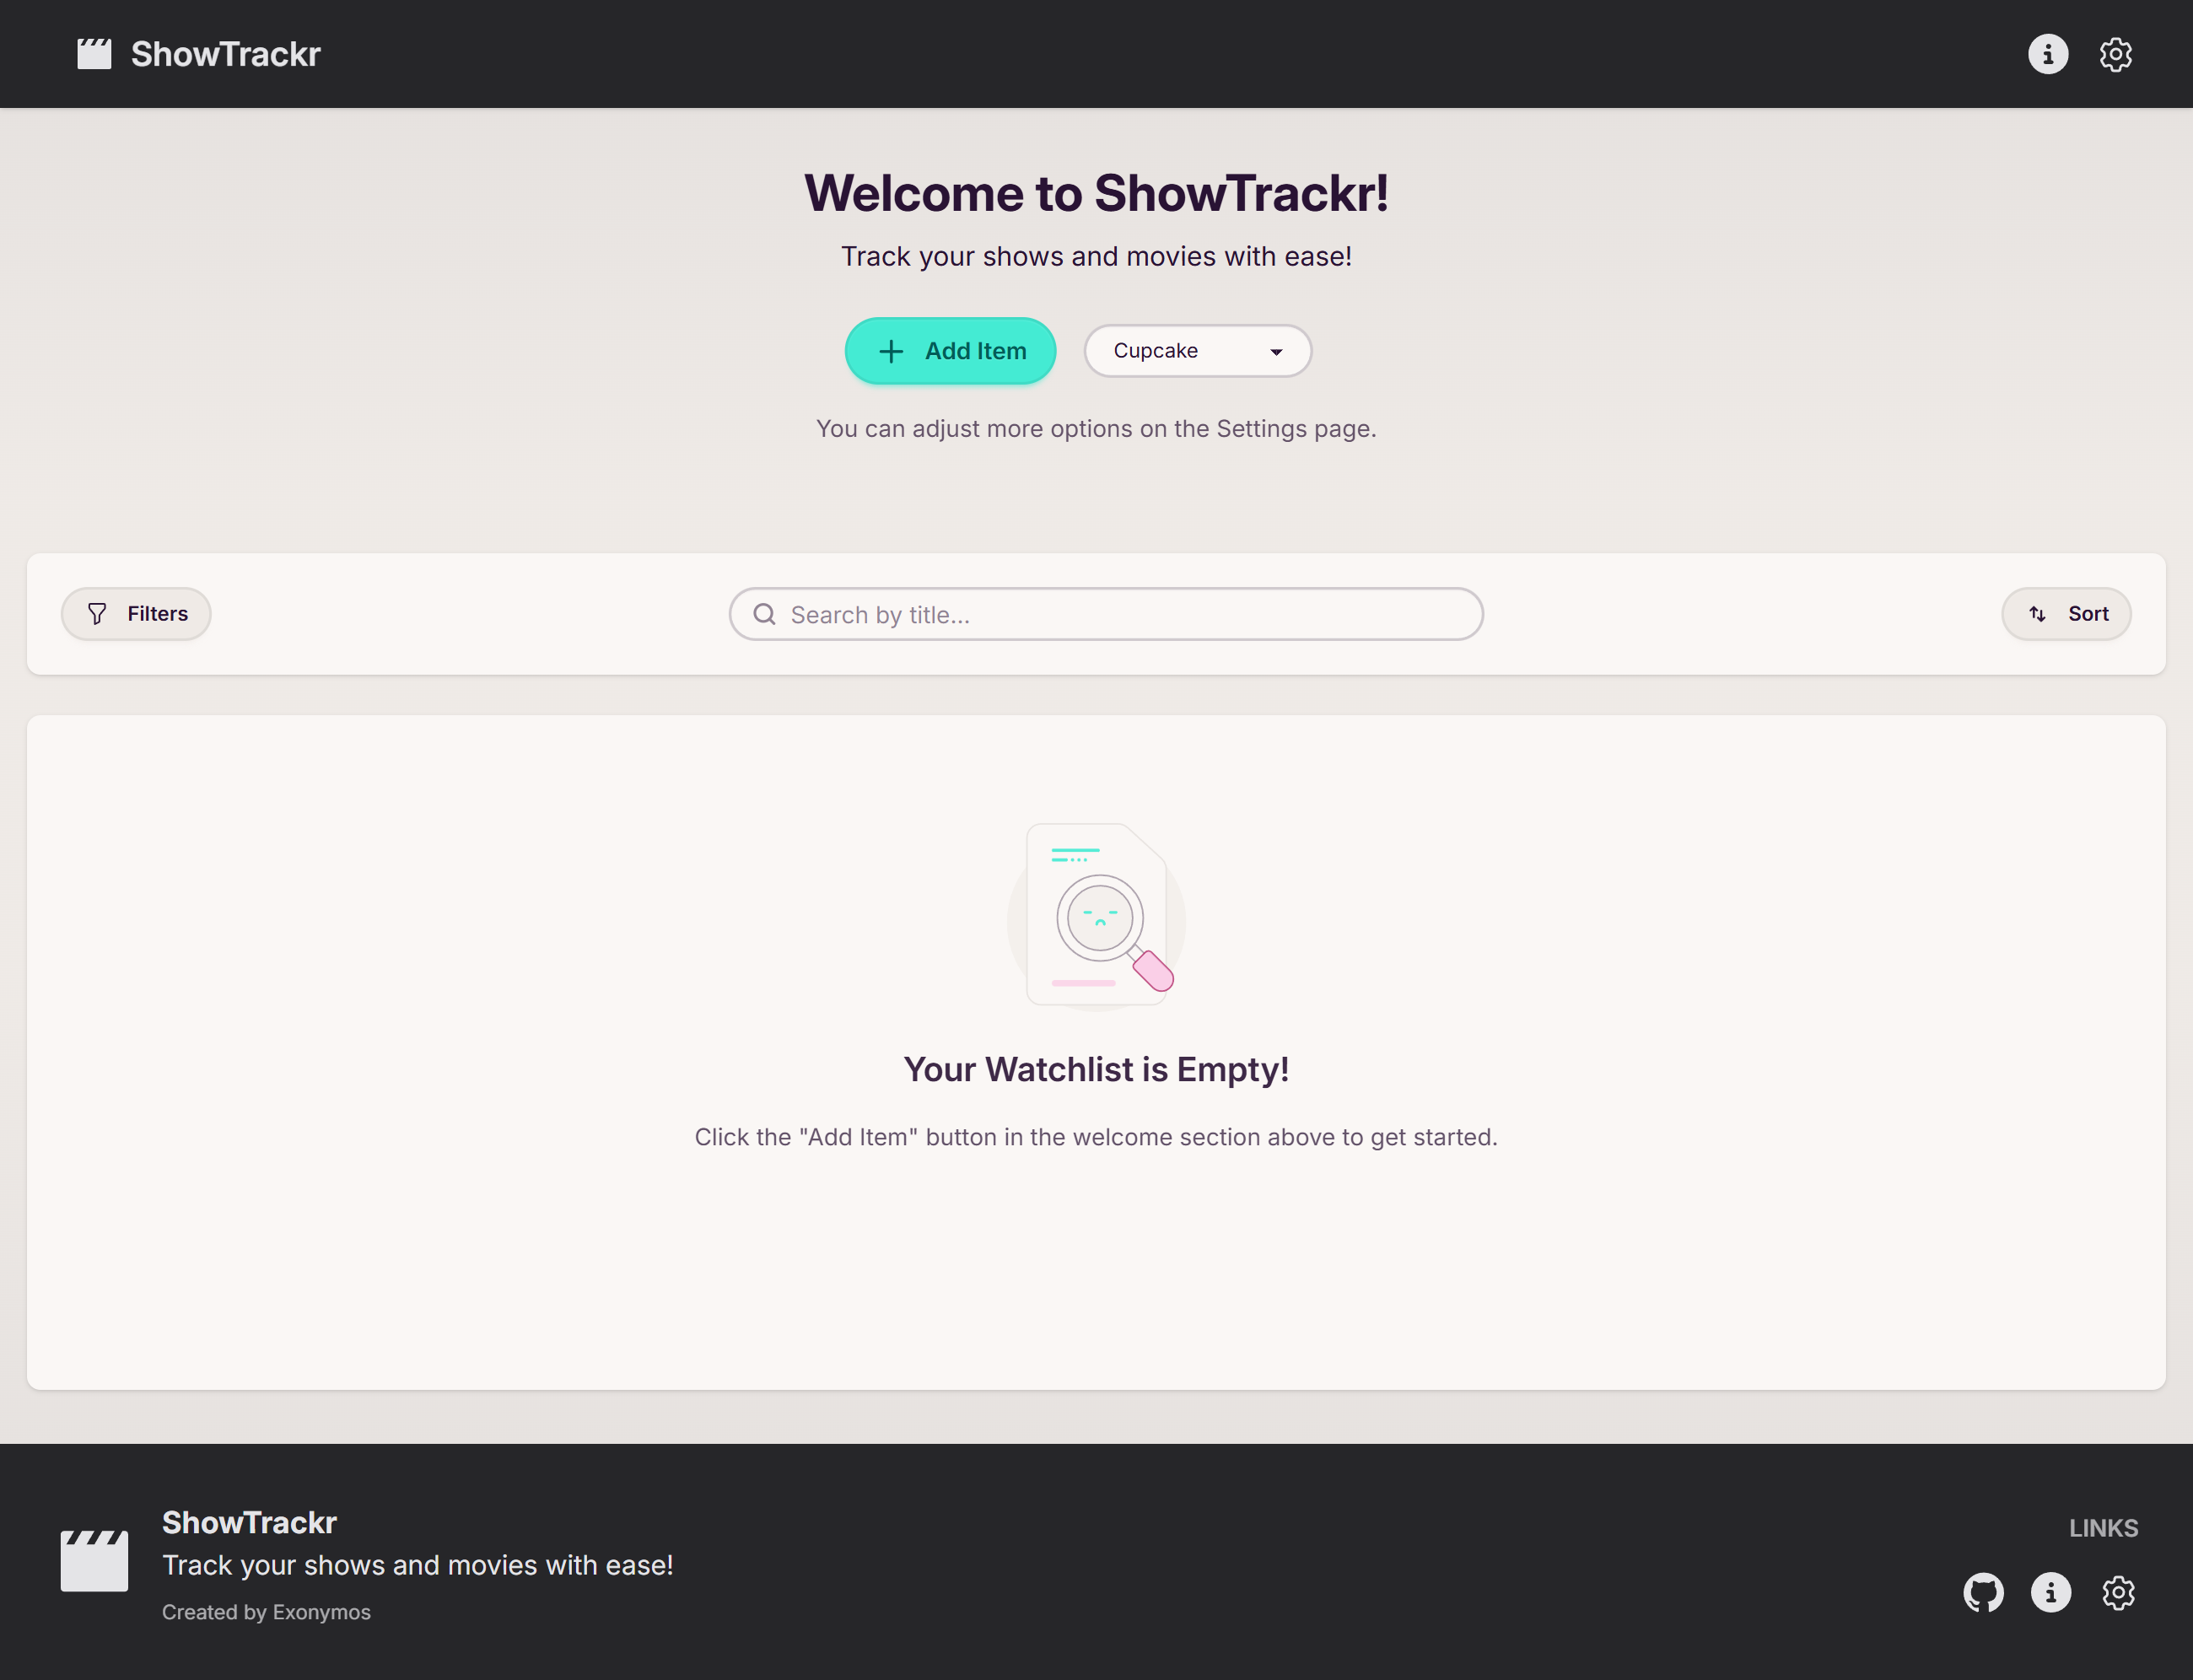 ShowTrackr
Welcome to ShowTrackr!
Track your shows and movies with ease!
Add Item
Cupcake
You can adjust more options on the Settings page.
Filters
Search by title...
Sort
Your Watchlist is Empty!
Click the "Add Item" button in the welcome section above to get started.
ShowTrackr
Track your shows and movies with ease!
Created by Exonymos
LINKS